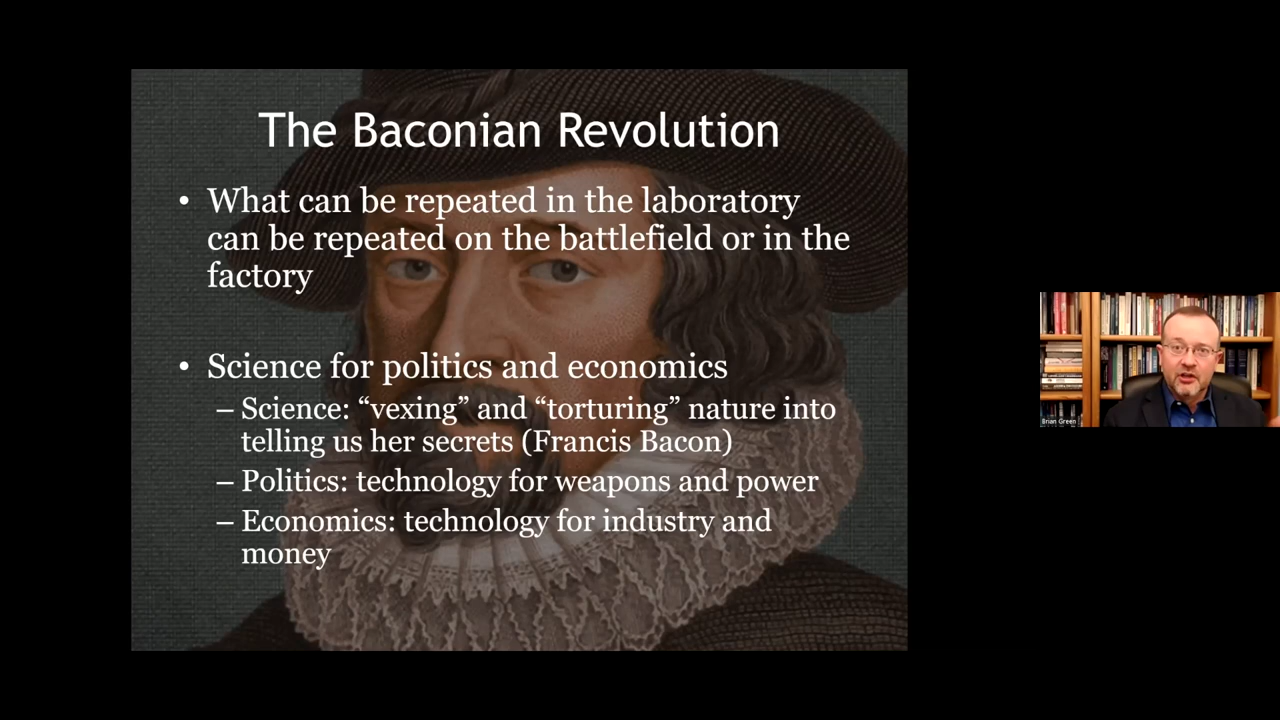 The Baconian Revolution
• What can be repeated in the laboratory
can be repeated on the battlefield or in the
factory
• Science for politics and economics
– Science: “vexing” and “torturing” nature into
telling us her secrets (Francis Bacon)
– Politics: technology for weapons and power
– Economics: technology for industry and
money
Brian Green